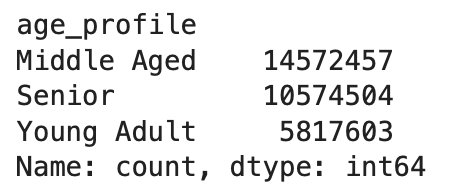 age_profile
Middle Aged    14572457
Senior         10574504
Young Adult     5817603
Name: count, dtype: int64